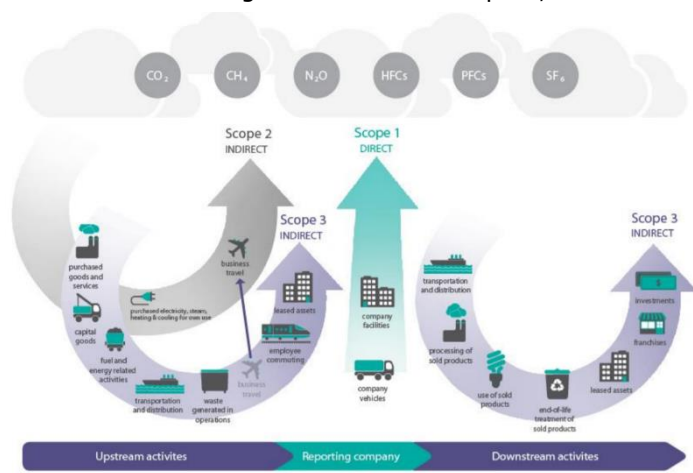 CO₂
CH₄
N₂O
HFCs
PFCs
SF₆
Scope 2
INDIRECT
Scope 1
DIRECT
Scope 3
INDIRECT
Scope 3
INDIRECT
purchased
goods and
services
capital
goods
fuel and
energy related
activities
transportation
and distribution
waste
generated in
operations
business
travel
business
travel
purchased electricity, steam,
heating & cooling for own use
employee
commuting
leased assets
company
facilities
company
vehicles
transportation
and distribution
processing of
sold products
use of sold
products
end-of-life
treatment of
sold products
leased assets
franchises
investments
Upstream activites
Reporting company
Downstream activites